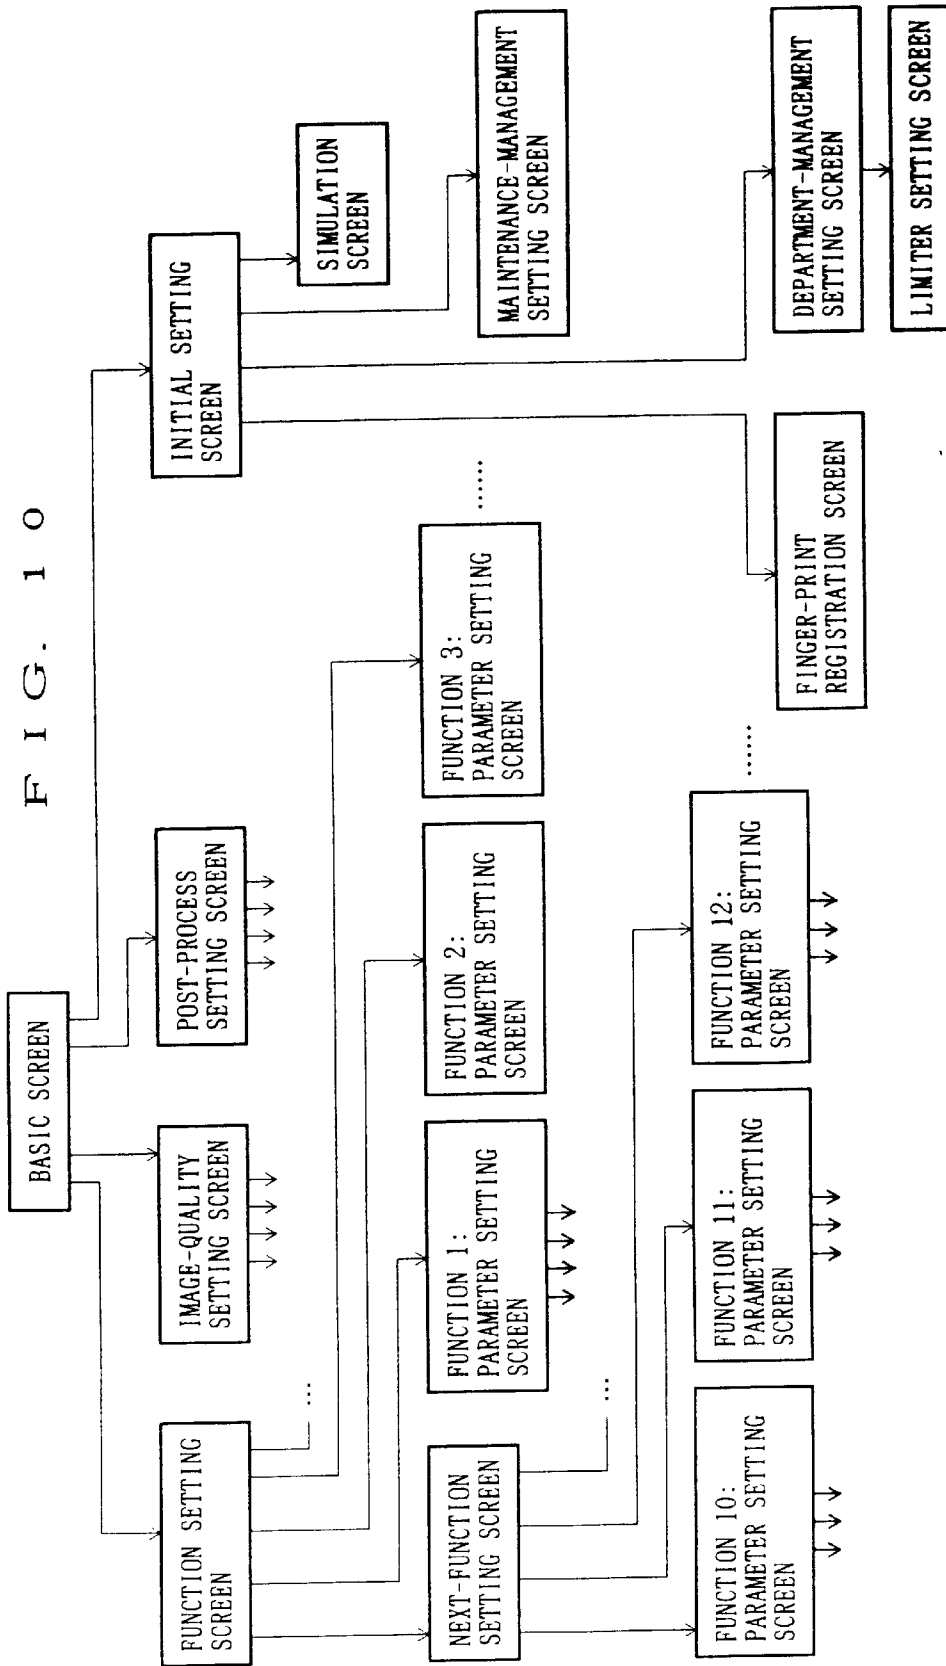 FIG. 10
BASIC SCREEN
FUNCTION SETTING
SCREEN
IMAGE-QUALITY
SETTING SCREEN
POST-PROCESS
SETTING SCREEN
INITIAL SETTING
SCREEN
SIMULATION
SCREEN
...
NEXT-FUNCTION
SETTING SCREEN
FUNCTION 1:
PARAMETER SETTING
SCREEN
FUNCTION 2:
PARAMETER SETTING
SCREEN
FUNCTION 3:
PARAMETER SETTING
SCREEN
......
MAINTENANCE-MANAGEMENT
SETTING SCREEN
...
FUNCTION 10:
PARAMETER SETTING
SCREEN
FUNCTION 11:
PARAMETER SETTING
SCREEN
FUNCTION 12:
PARAMETER SETTING
SCREEN
......
FINGER-PRINT
REGISTRATION SCREEN
DEPARTMENT-MANAGEMENT
SETTING SCREEN
LIMITER SETTING SCREEN